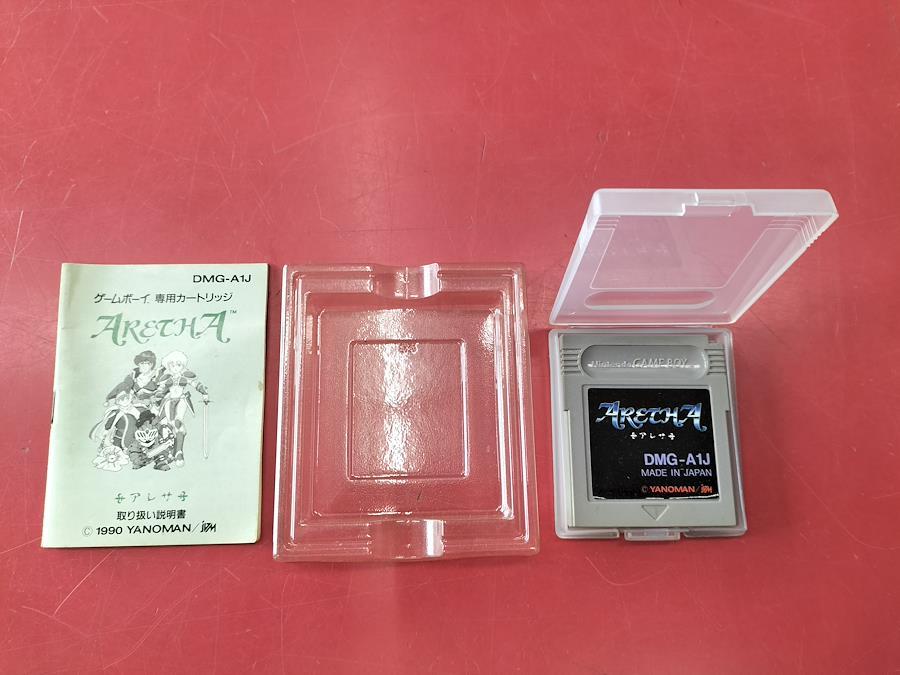 DMG-A1J
ゲームボーイ専用カートリッジ
ARETHA™
アレサ
取り扱い説明書
© 1990 YANOMAN/
Nintendo GAME BOY
ARETHA
アレサ
DMG-A1J
MADE IN JAPAN
© YANOMAN/